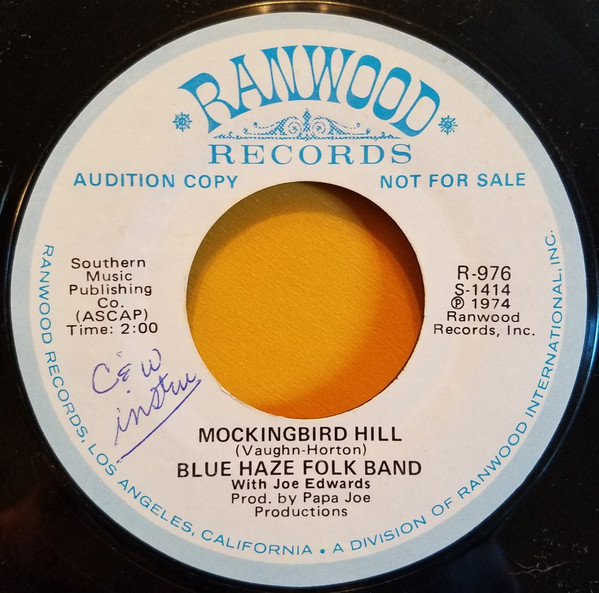 RANWOOD
RECORDS
AUDITION COPY
NOT FOR SALE
Southern
Music
Publishing
Co.
(ASCAP)
Time: 2:00
R-976
S-1414
Ⓟ 1974
Ranwood
Records, Inc.
C&W
instru
MOCKINGBIRD HILL
(Vaughn-Horton)
BLUE HAZE FOLK BAND
With Joe Edwards
Prod. by Papa Joe
Productions
RANWOOD RECORDS, LOS ANGELES, CALIFORNIA • A DIVISION OF RANWOOD INTERNATIONAL, INC.